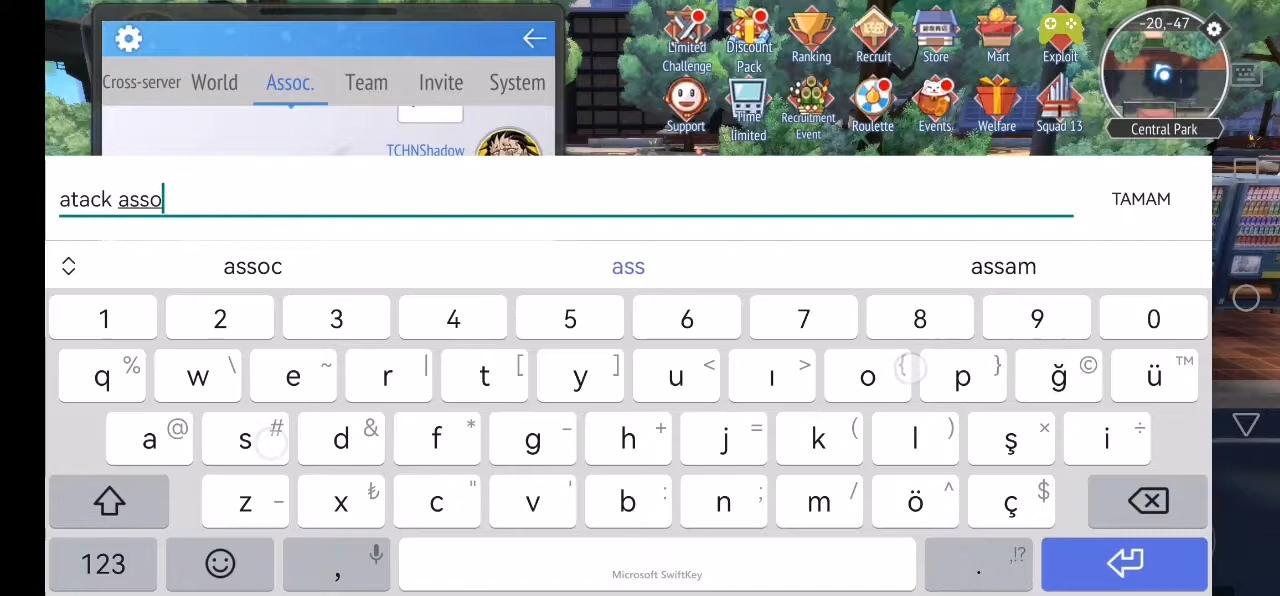 -20,-47
Limited Challenge
Discount Pack
Ranking
Recruit
Store
Mart
Exploit
Cross-server World Assoc. Team Invite System
Support
Time limited
Recruitment Event
Roulette
Events
Welfare
Squad 13
Central Park
TCHNShadow
atack asso
TAMAM
assoc ass assam
1 2 3 4 5 6 7 8 9 0
q % w \ e ~ r | t [ y ] u < ı > o { p } ğ © ü ™
a @ s # d & f * g - h + j = k ( l ) ş × i ÷
z _ x ₺ c " v ' b : n ; m / ö ^ ç $
123 , . ,!?
Microsoft SwiftKey